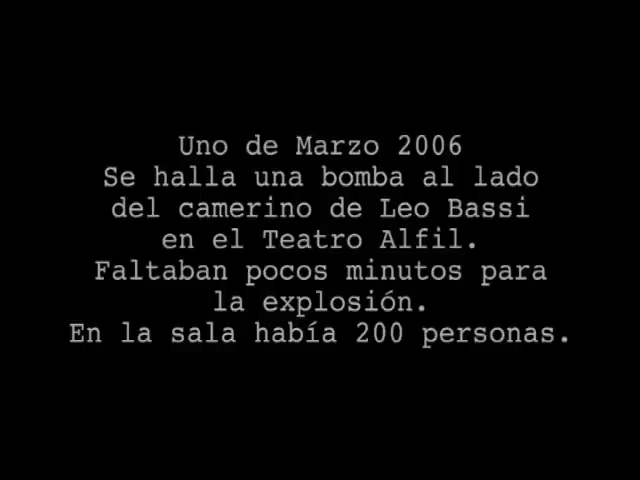 Uno de Marzo 2006
Se halla una bomba al lado
del camerino de Leo Bassi
en el Teatro Alfil.
Faltaban pocos minutos para
la explosión.
En la sala había 200 personas.